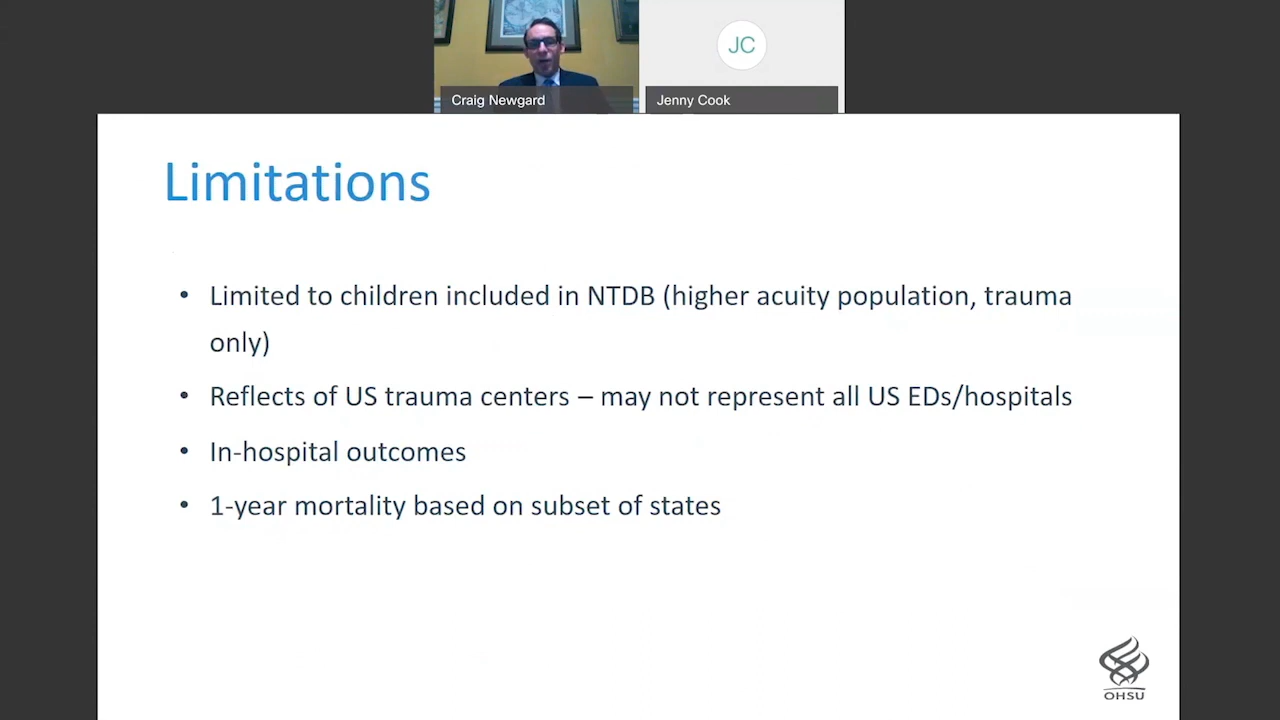 Craig Newgard
JC
Jenny Cook
Limitations
• Limited to children included in NTDB (higher acuity population, trauma
only)
• Reflects of US trauma centers – may not represent all US EDs/hospitals
• In-hospital outcomes
• 1-year mortality based on subset of states
OHSU